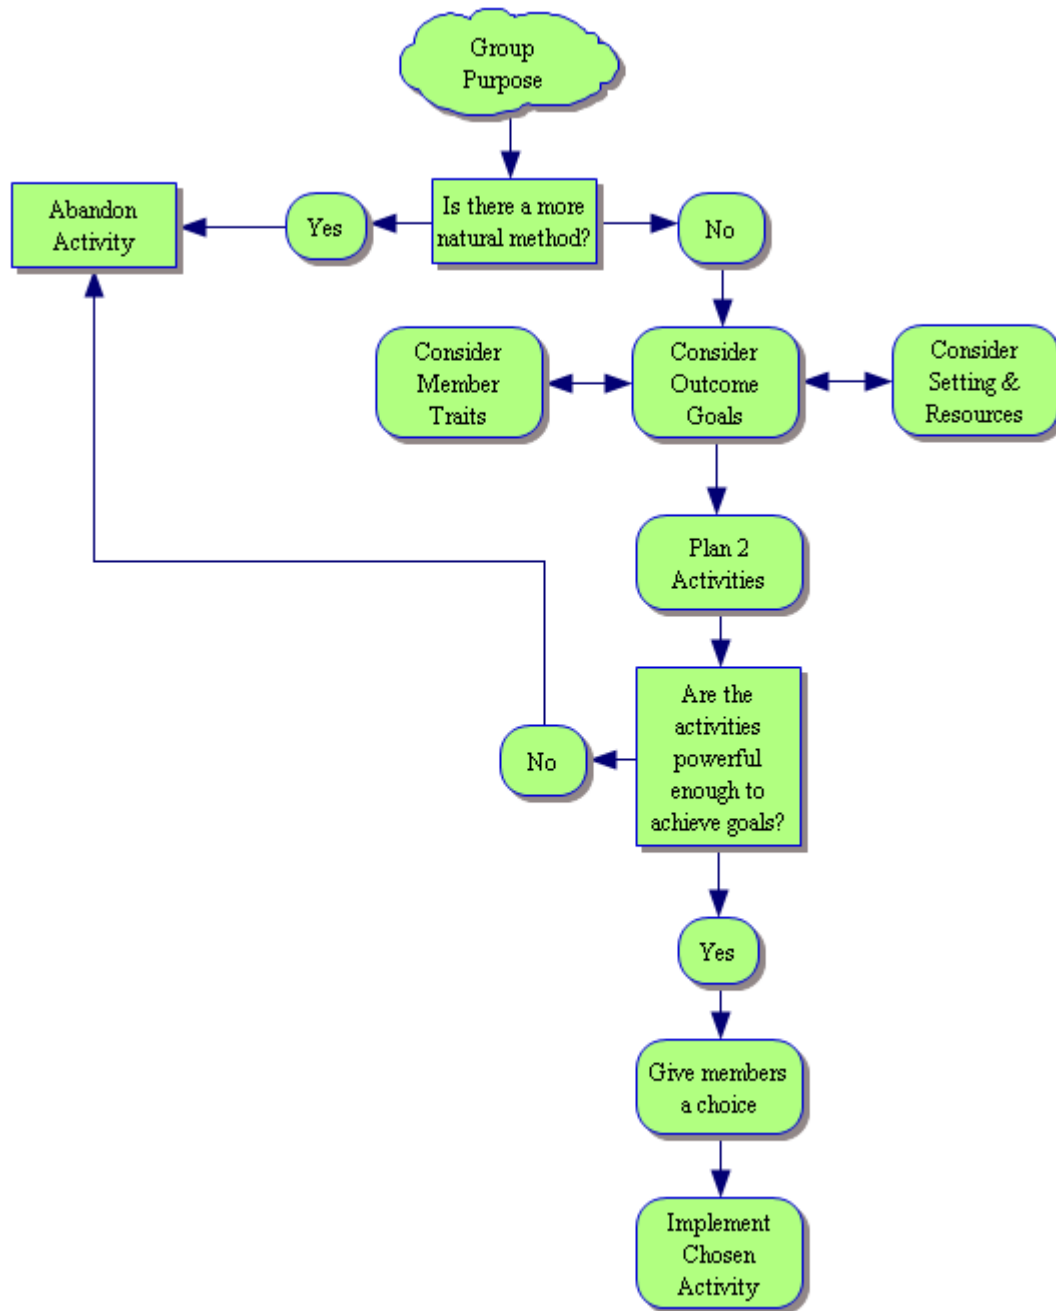 Group
Purpose
Is there a more
natural method?
Yes
Abandon
Activity
No
Consider
Member
Traits
Consider
Outcome
Goals
Consider
Setting &
Resources
Plan 2
Activities
Are the
activities
powerful
enough to
achieve goals?
No
Yes
Give members
a choice
Implement
Chosen
Activity